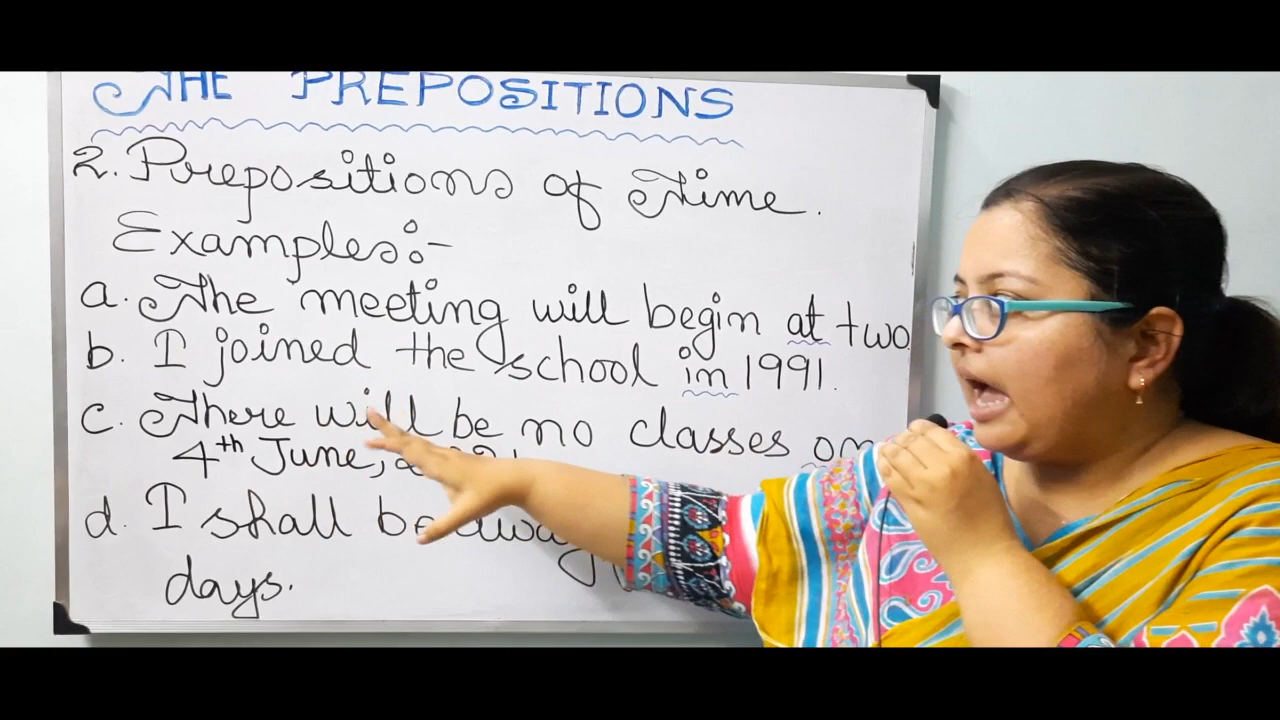 THE PREPOSITIONS
2. Prepositions of Time.
Examples:-
a. The meeting will begin at two
b. I joined the school in 1991.
c. There will be no classes on
4th June,
d. I shall be away
days.